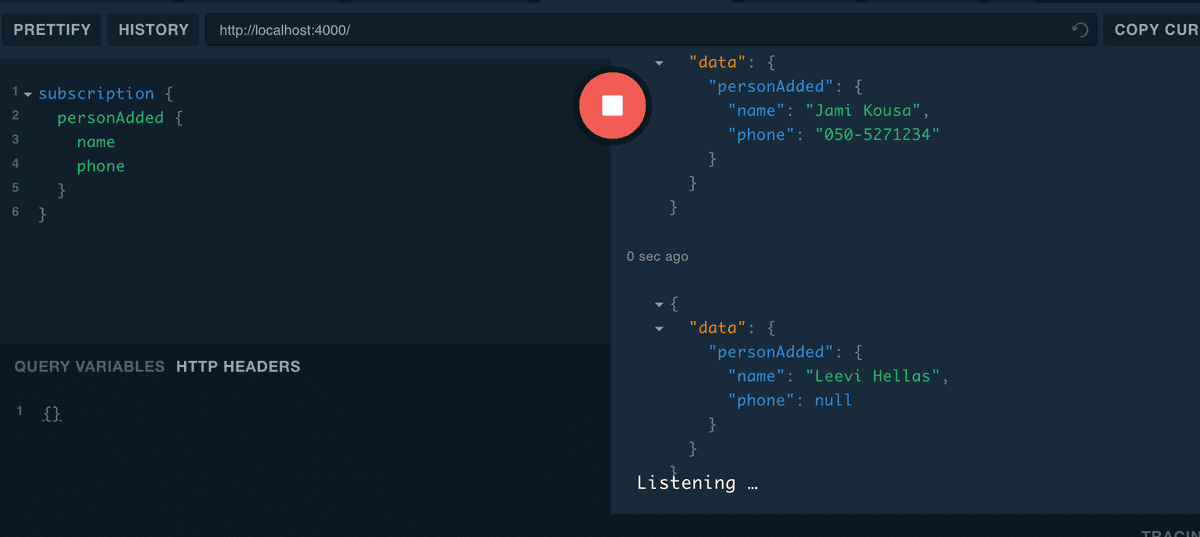 PRETTIFY HISTORY http://localhost:4000/ COPY CUR
1 subscription {
2 personAdded {
3 name
4 phone
5 }
6 }
QUERY VARIABLES HTTP HEADERS
1 {}
"data": {
"personAdded": {
"name": "Jami Kousa",
"phone": "050-5271234"
}
}
}
0 sec ago
{
"data": {
"personAdded": {
"name": "Leevi Hellas",
"phone": null
}
}
}
Listening …
TRACIN